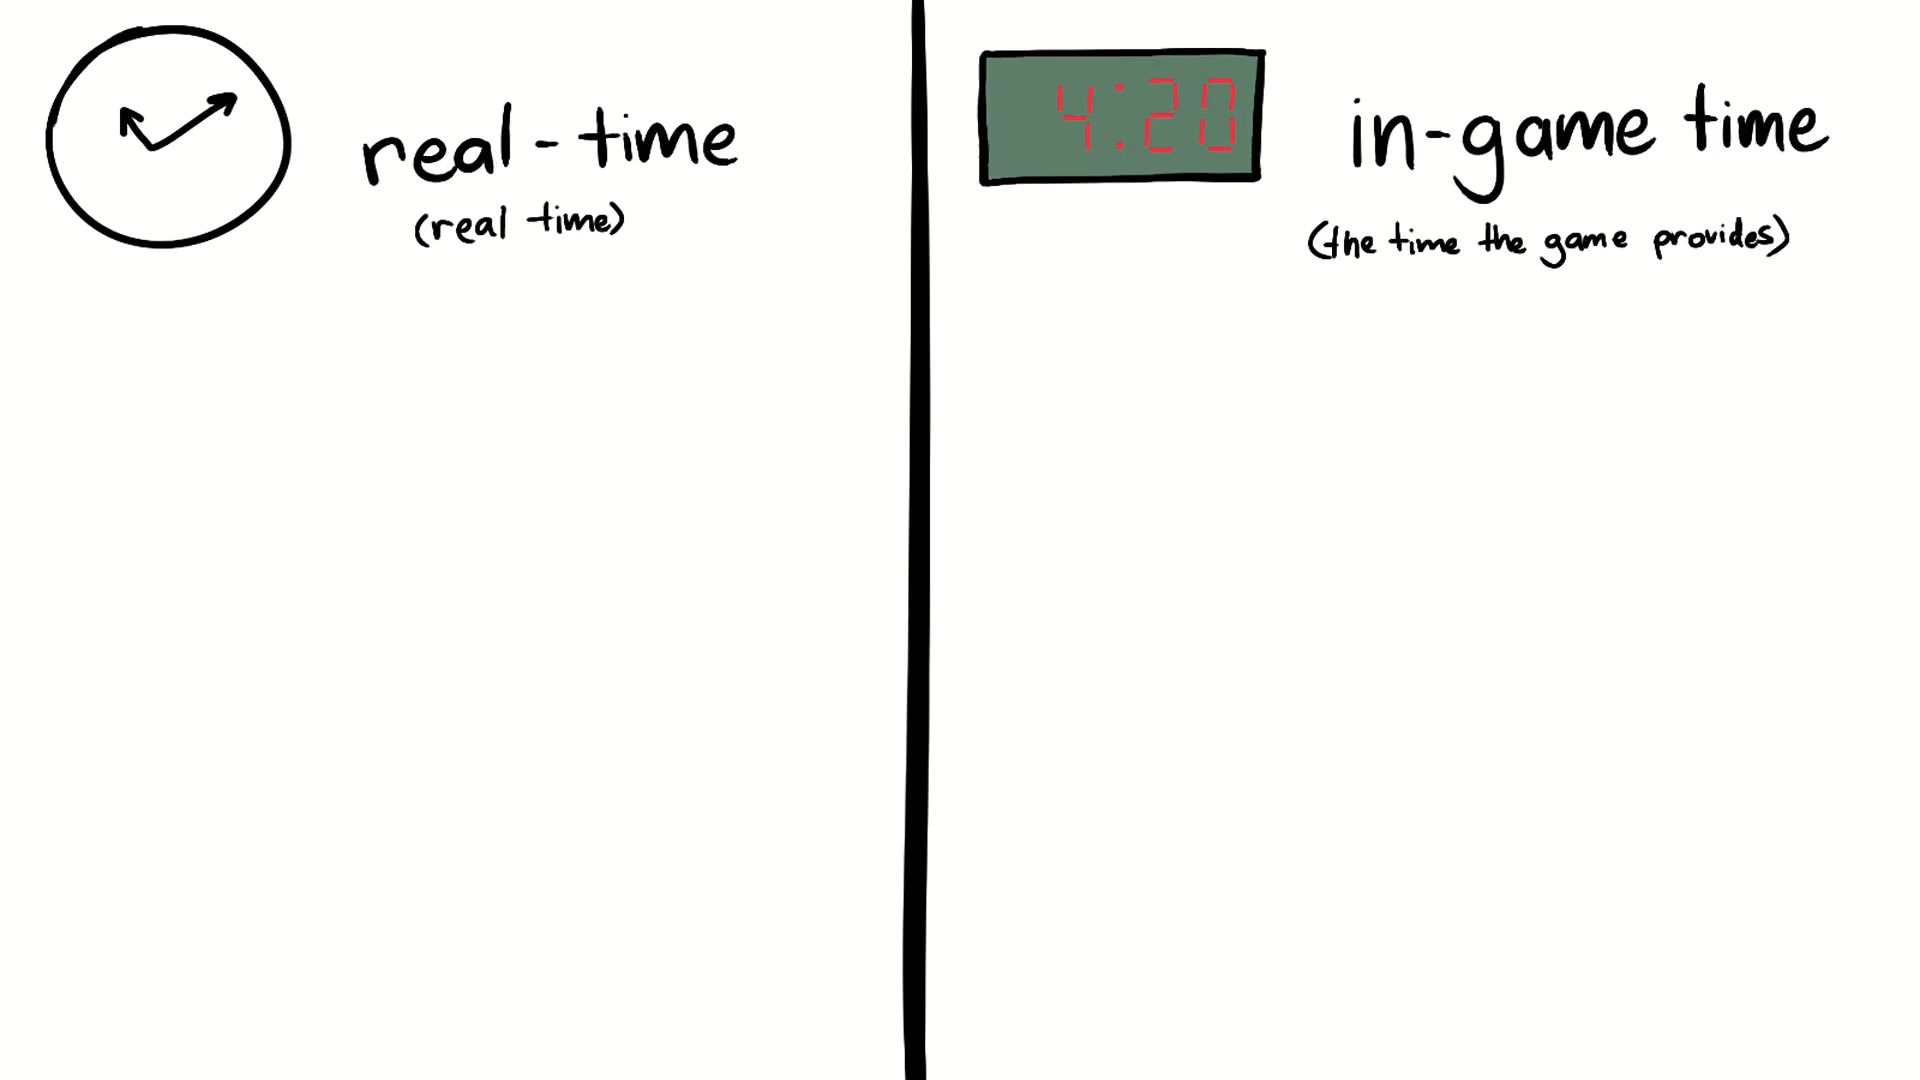 real-time
(real time)
4:20
in-game time
(the time the game provides)